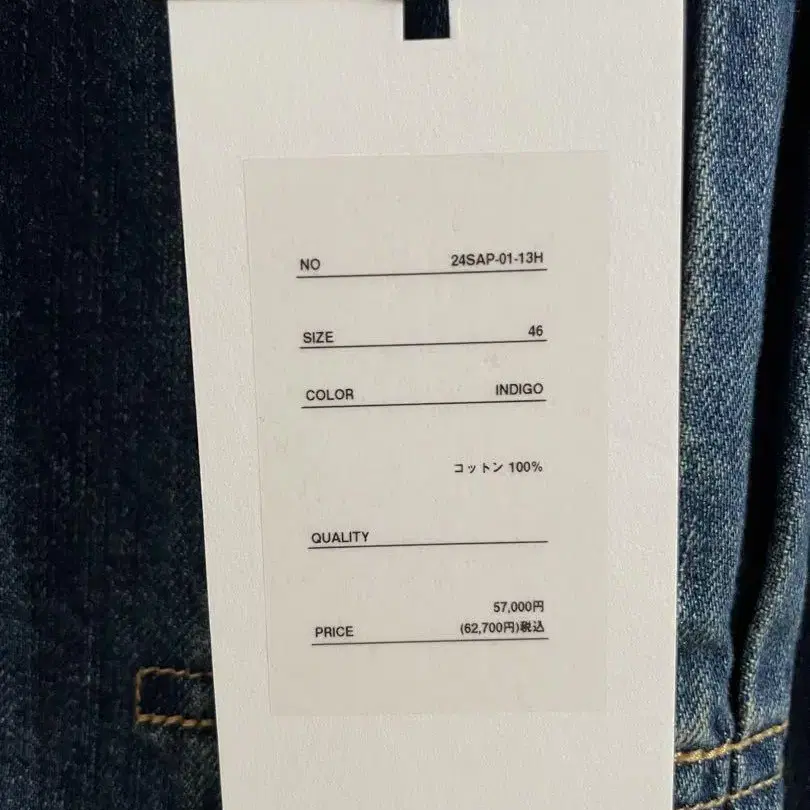 NO 24SAP-01-13H
SIZE 46
COLOR INDIGO
コットン 100%
QUALITY
57,000円
PRICE (62,700円)税込